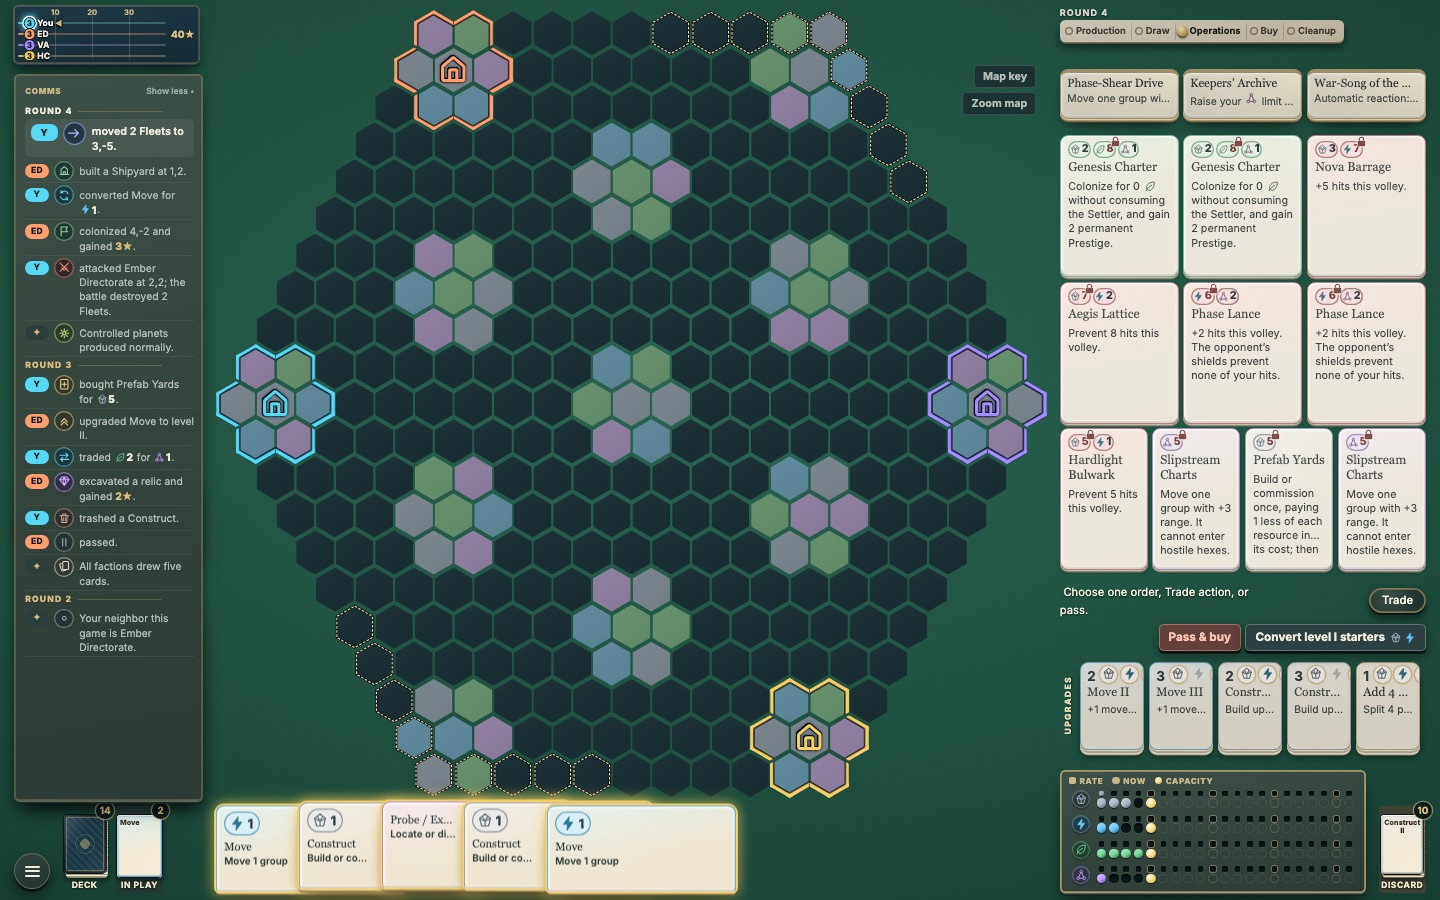 10 20 30
You
3 ED
3 VA
3 HC
40★
COMMS
Show less
ROUND 4
Y moved 2 Fleets to
3,-5.
ED built a Shipyard at 1,2.
Y converted Move for
1.
ED colonized 4,-2 and
gained 3★.
Y attacked Ember
Directorate at 2,2; the
battle destroyed 2
Fleets.
Controlled planets
produced normally.
ROUND 3
Y bought Prefab Yards
for 5.
ED upgraded Move to level
II.
Y traded 2 for 1.
ED excavated a relic and
gained 2★.
Y trashed a Construct.
ED passed.
All factions drew five
cards.
ROUND 2
Your neighbor this
game is Ember
Directorate.
14
DECK
2
Move
IN PLAY
Map key
Zoom map
1
Move
Move 1 group
1
Construct
Build or co...
Probe / Ex...
Locate or di...
1
Construct
Build or co...
1
Move
Move 1 group
ROUND 4
Production Draw Operations Buy Cleanup
Phase-Shear Drive
Move one group wi...
Keepers' Archive
Raise your limit ...
War-Song of the ...
Automatic reaction:...
2 8 1
Genesis Charter
Colonize for 0
without consuming
the Settler, and gain
2 permanent
Prestige.
2 8 1
Genesis Charter
Colonize for 0
without consuming
the Settler, and gain
2 permanent
Prestige.
3 7
Nova Barrage
+5 hits this volley.
7 2
Aegis Lattice
Prevent 8 hits this
volley.
6 2
Phase Lance
+2 hits this volley.
The opponent's
shields prevent
none of your hits.
6 2
Phase Lance
+2 hits this volley.
The opponent's
shields prevent
none of your hits.
5 1
Hardlight
Bulwark
Prevent 5 hits
this volley.
5
Slipstream
Charts
Move one
group with +3
range. It
cannot enter
hostile hexes.
5
Prefab Yards
Build or
commission
once, paying
1 less of each
resource in...
its cost; then
5
Slipstream
Charts
Move one
group with +3
range. It
cannot enter
hostile hexes.
Choose one order, Trade action, or
pass.
Trade
Pass & buy
Convert level I starters
UPGRADES
2
Move II
+1 move...
3
Move III
+1 move...
2
Constr...
Build up...
3
Constr...
Build up...
1
Add 4 ...
Split 4 p...
RATE NOW CAPACITY
10
Construct
II
DISCARD